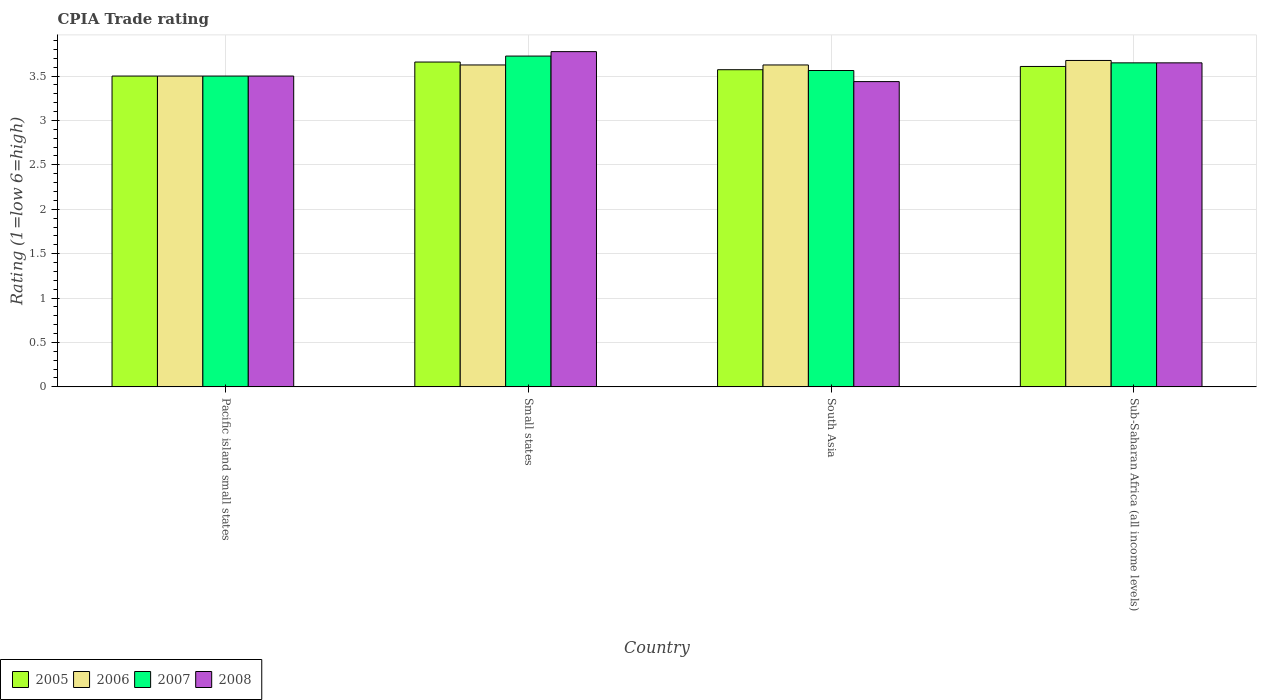 CPIA Trade rating
Rating (1=low 6=high)
3.5
3
2.5
2
1.5
1
0.5
0
Pacific island small states
Small states
South Asia
Sub-Saharan Africa (all income levels)
Country
2005
2006
2007
2008